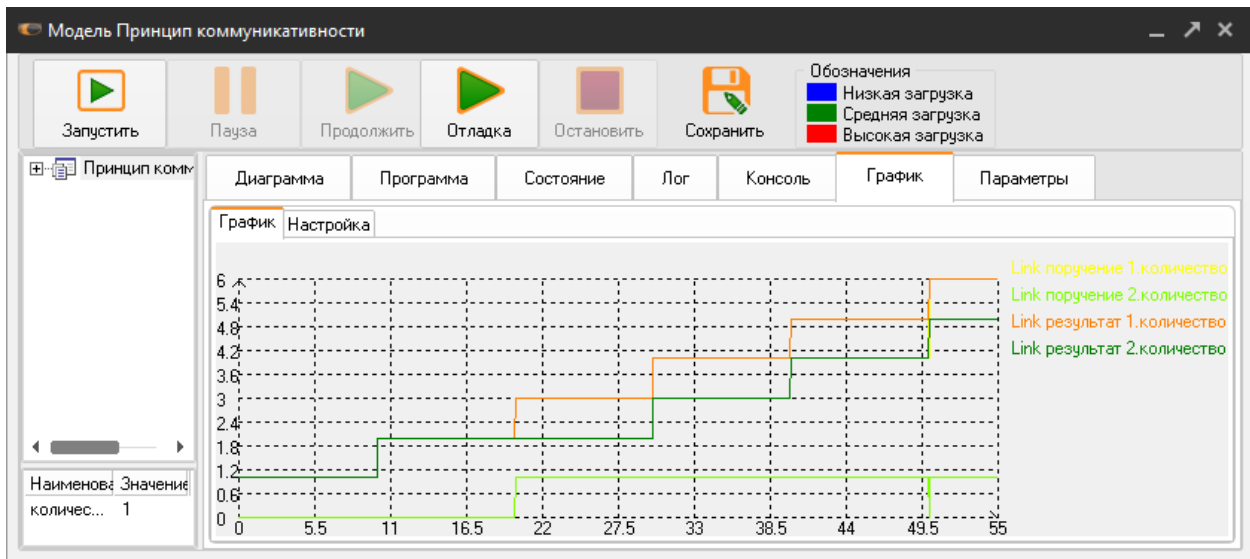 Модель Принцип коммуникативности
Запустить
Пауза
Продолжить
Отладка
Остановить
Сохранить
Обозначения
Низкая загрузка
Средняя загрузка
Высокая загрузка
Принцип комм
Диаграмма
Программа
Состояние
Лог
Консоль
График
Параметры
График
Настройка
Link поручение 1.количество
Link поручение 2.количество
Link результат 1.количество
Link результат 2.количество
6
5.4
4.8
4.2
3.6
3
2.4
1.8
1.2
0.6
0
0 5.5 11 16.5 22 27.5 33 38.5 44 49.5 55
Наименова Значение
количес... 1